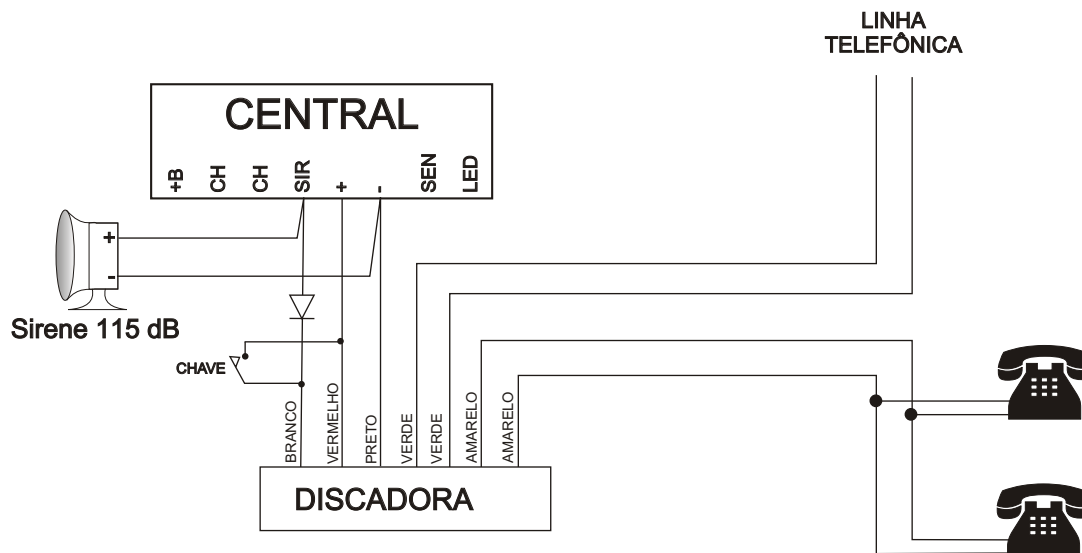 LINHA
TELEFÔNICA
CENTRAL
+B
CH
CH
SIR
+
-
SEN
LED
+
-
Sirene 115 dB
CHAVE
BRANCO
VERMELHO
PRETO
VERDE
VERDE
AMARELO
AMARELO
DISCADORA